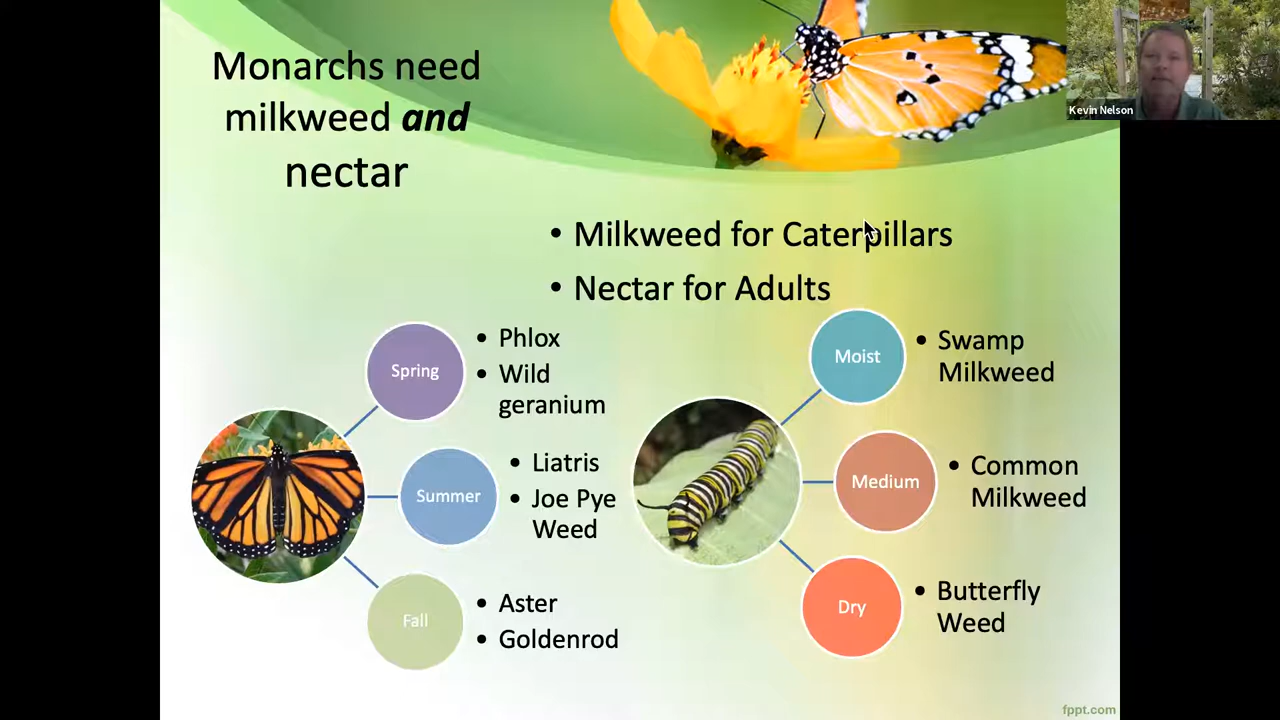 Monarchs need
milkweed and
nectar
Kevin Nelson
• Milkweed for Caterpillars
• Nectar for Adults
Spring
• Phlox
• Wild
geranium
Summer
• Liatris
• Joe Pye
Weed
Fall
• Aster
• Goldenrod
Moist
• Swamp
Milkweed
Medium
• Common
Milkweed
Dry
• Butterfly
Weed
fppt.com